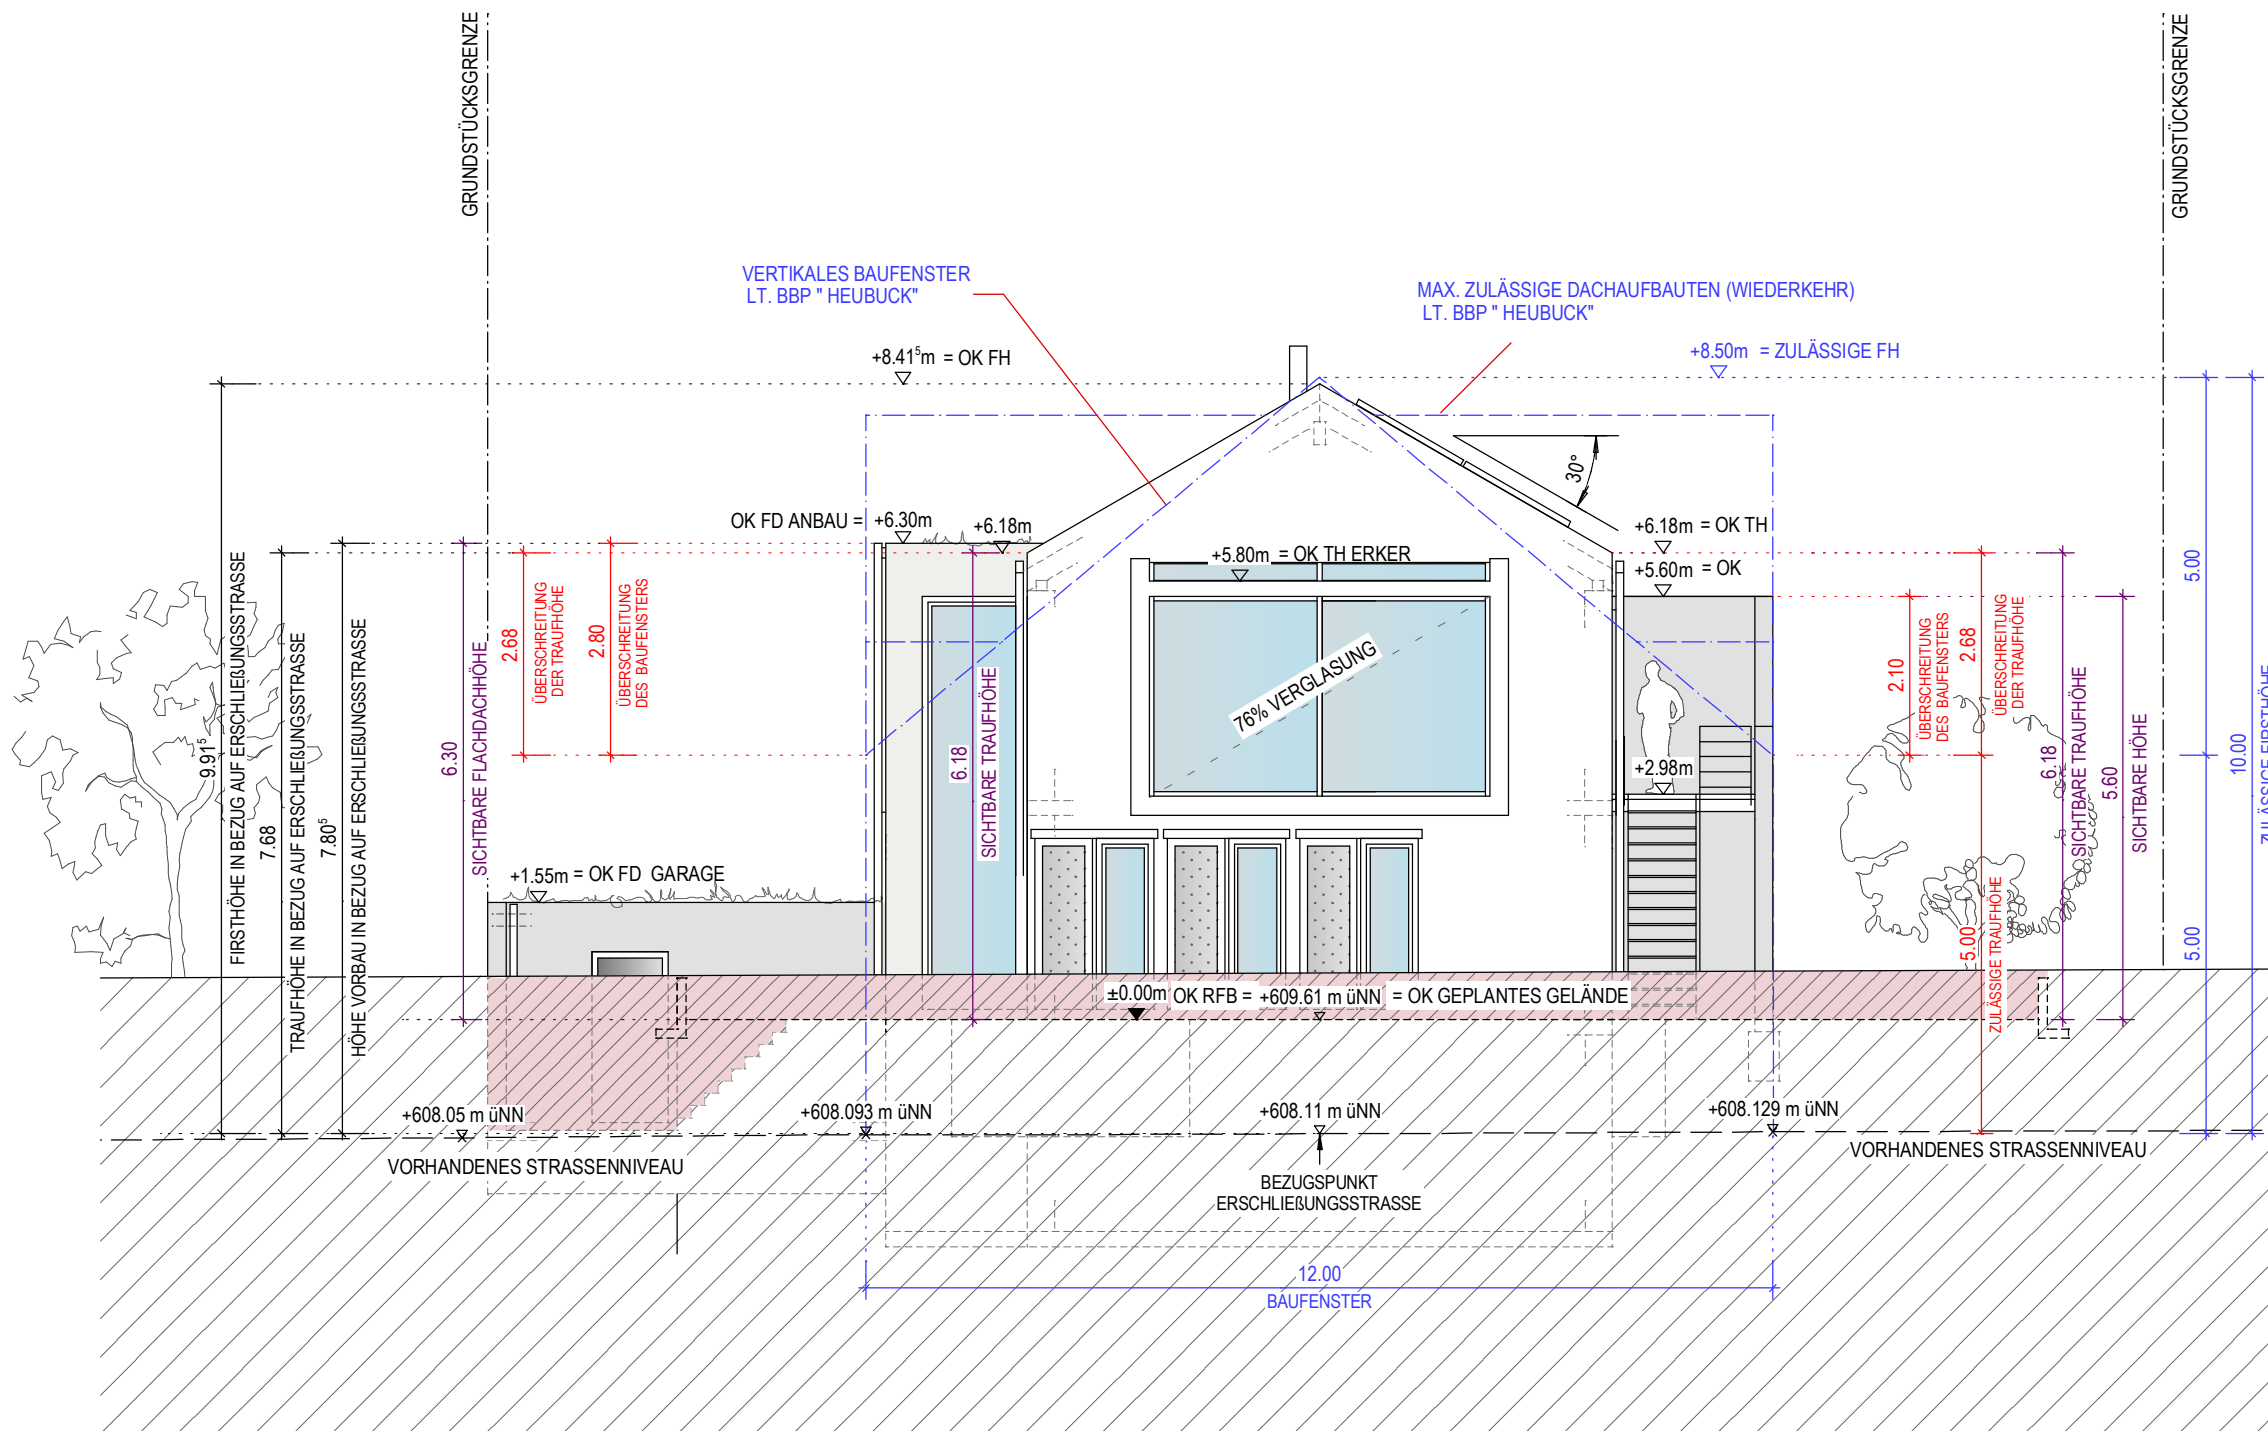 GRUNDSTÜCKSGRENZE
GRUNDSTÜCKSGRENZE
VERTIKALES BAUFENSTER
LT. BBP " HEUBUCK"
MAX. ZULÄSSIGE DACHAUFBAUTEN (WIEDERKEHR)
LT. BBP " HEUBUCK"
+8.41⁵m = OK FH
+8.50m = ZULÄSSIGE FH
30°
OK FD ANBAU = +6.30m
+6.18m
+6.18m = OK TH
+5.80m = OK TH ERKER
+5.60m = OK
76% VERGLASUNG
+2.98m
+1.55m = OK FD GARAGE
9.91⁵
FIRSTHÖHE IN BEZUG AUF ERSCHLIEßUNGSSTRASSE
7.68
TRAUFHÖHE IN BEZUG AUF ERSCHLIEßUNGSSTRASSE
7.80⁵
HÖHE VORBAU IN BEZUG AUF ERSCHLIEßUNGSSTRASSE
6.30
SICHTBARE FLACHDACHHÖHE
2.68
ÜBERSCHREITUNG
DER TRAUFHÖHE
2.80
ÜBERSCHREITUNG
DES BAUFENSTERS
6.18
SICHTBARE TRAUFHÖHE
2.10
ÜBERSCHREITUNG
DES BAUFENSTERS
2.68
ÜBERSCHREITUNG
DER TRAUFHÖHE
5.00
ZULÄSSIGE TRAUFHÖHE
6.18
SICHTBARE TRAUFHÖHE
5.60
SICHTBARE HÖHE
5.00
5.00
10.00
ZULÄSSIGE FIRSTHÖHE
±0.00m OK RFB = +609.61 m üNN = OK GEPLANTES GELÄNDE
+608.05 m üNN
+608.093 m üNN
+608.11 m üNN
+608.129 m üNN
VORHANDENES STRASSENNIVEAU
VORHANDENES STRASSENNIVEAU
BEZUGSPUNKT
ERSCHLIEßUNGSSTRASSE
12.00
BAUFENSTER